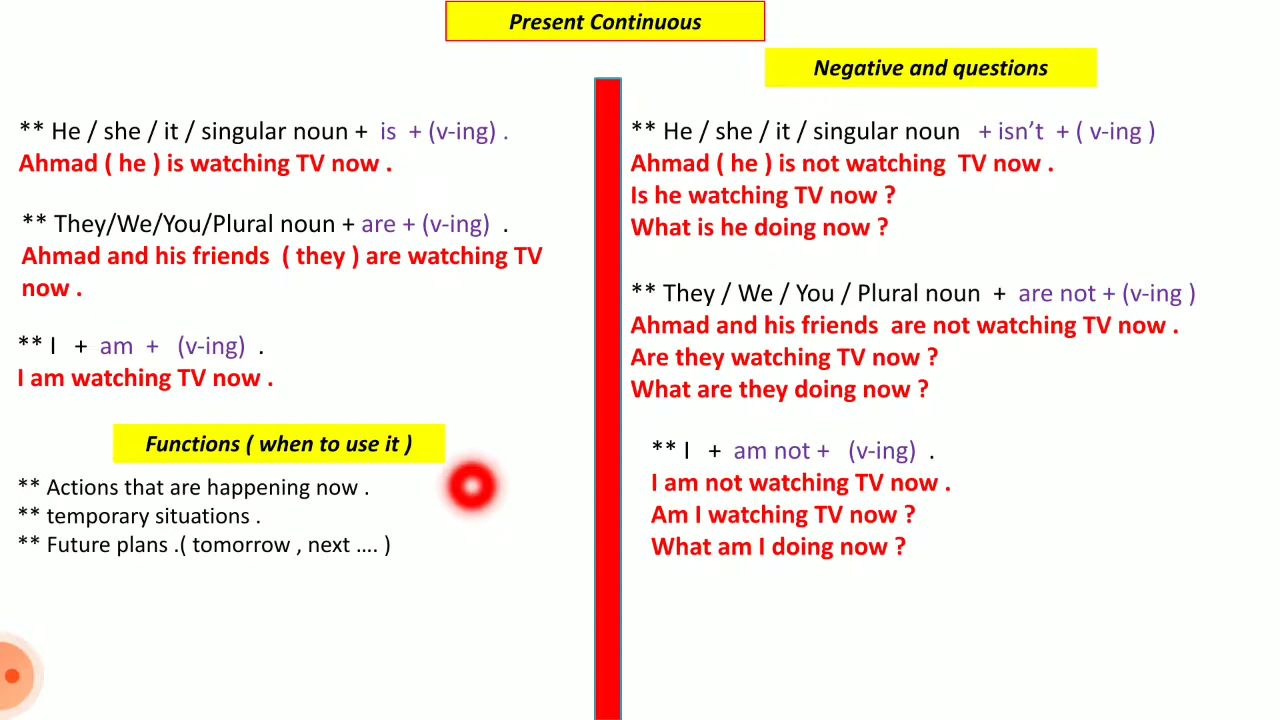 Present Continuous
Negative and questions
** He / she / it / singular noun + is + (v-ing) .
Ahmad ( he ) is watching TV now .
** They/We/You/Plural noun + are + (v-ing) .
Ahmad and his friends ( they ) are watching TV
now .
** I + am + (v-ing) .
I am watching TV now .
Functions ( when to use it )
** Actions that are happening now .
** temporary situations .
** Future plans .( tomorrow , next .... )
** He / she / it / singular noun + isn’t + ( v-ing )
Ahmad ( he ) is not watching TV now .
Is he watching TV now ?
What is he doing now ?
** They / We / You / Plural noun + are not + (v-ing )
Ahmad and his friends are not watching TV now .
Are they watching TV now ?
What are they doing now ?
** I + am not + (v-ing) .
I am not watching TV now .
Am I watching TV now ?
What am I doing now ?